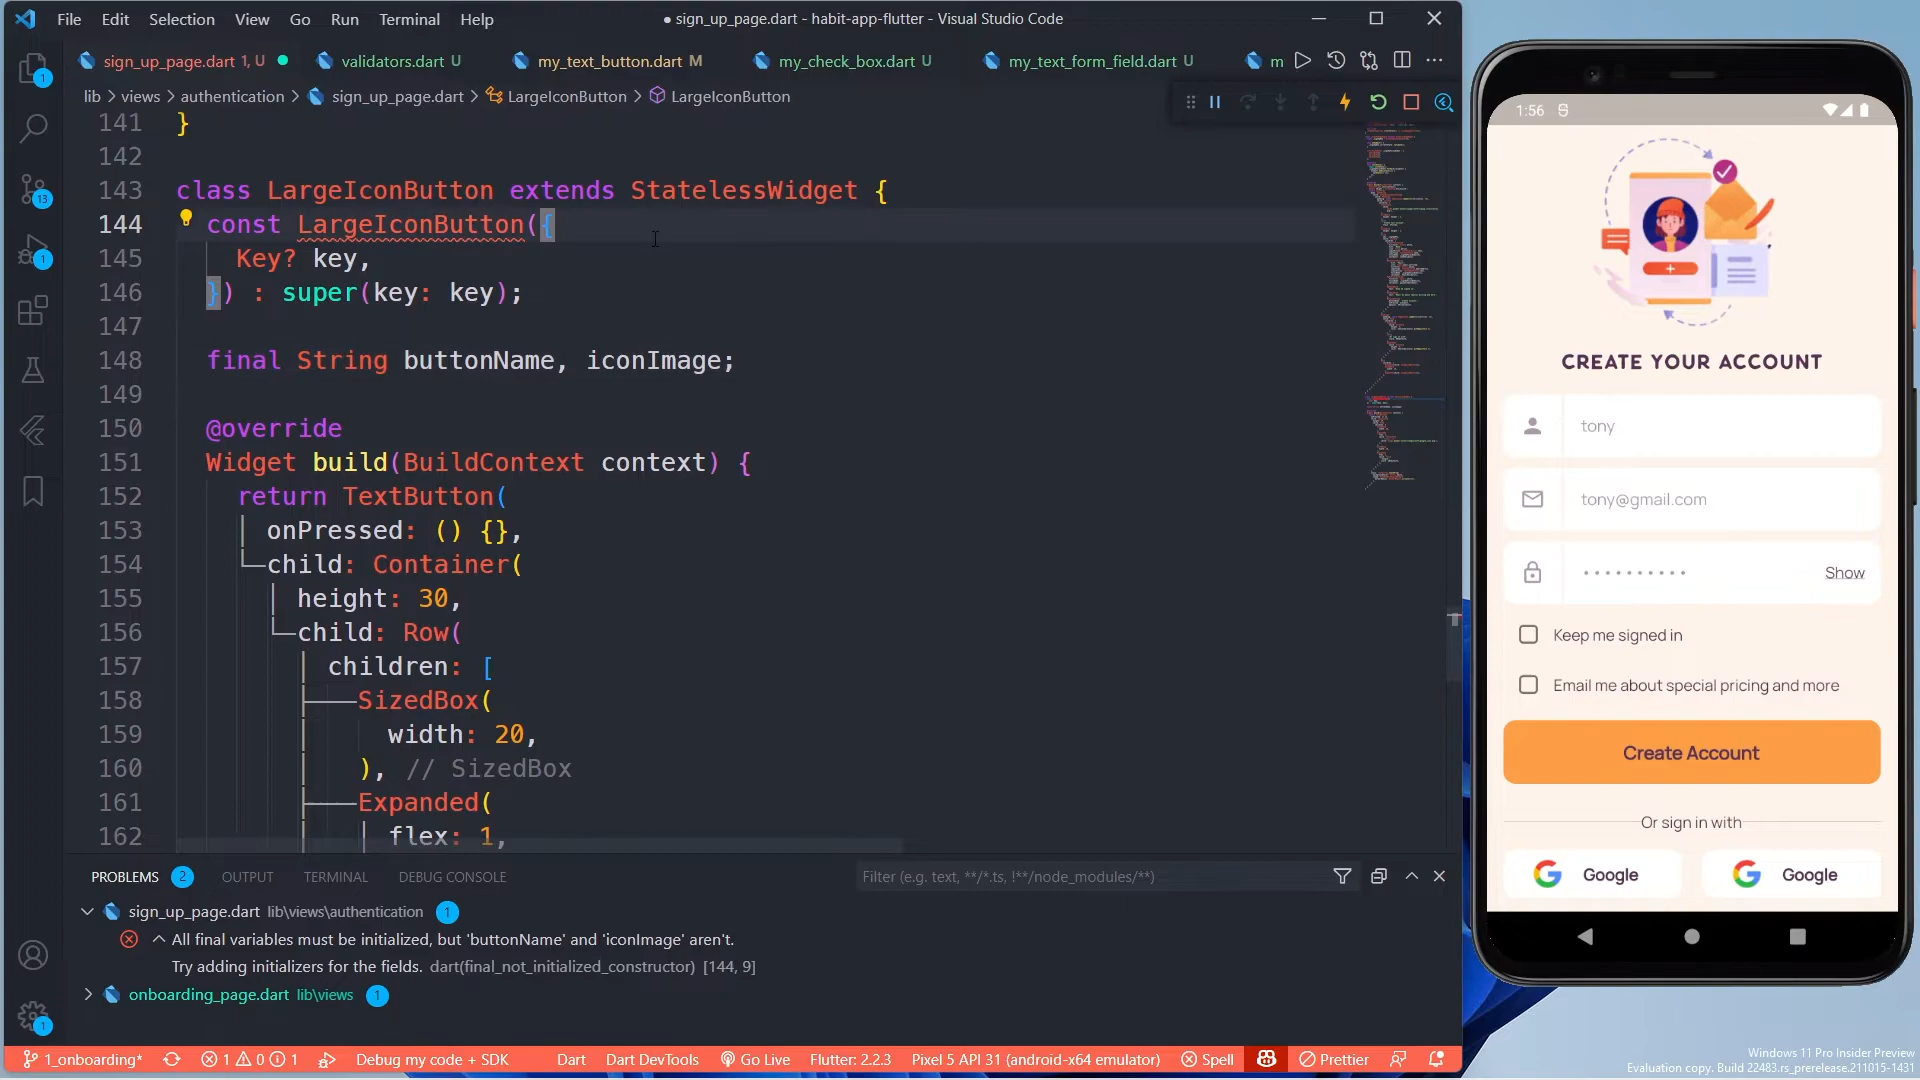 File Edit Selection View Go Run Terminal Help
● sign_up_page.dart - habit-app-flutter - Visual Studio Code
sign_up_page.dart 1, U
validators.dart U
my_text_button.dart M
my_check_box.dart U
my_text_form_field.dart U
m
lib > views > authentication > sign_up_page.dart > LargeIconButton > LargeIconButton
141 }
142
143 class LargeIconButton extends StatelessWidget {
144 const LargeIconButton({
145 Key? key,
146 }) : super(key: key);
147
148 final String buttonName, iconImage;
149
150 @override
151 Widget build(BuildContext context) {
152 return TextButton(
153 onPressed: () {},
154 child: Container(
155 height: 30,
156 child: Row(
157 children: [
158 SizedBox(
159 width: 20,
160 ), // SizedBox
161 Expanded(
162 flex: 1,
PROBLEMS 2 OUTPUT TERMINAL DEBUG CONSOLE
Filter (e.g. text, **/*.ts, !**/node_modules/**)
sign_up_page.dart lib\views\authentication 1
All final variables must be initialized, but 'buttonName' and 'iconImage' aren't.
Try adding initializers for the fields. dart(final_not_initialized_constructor) [144, 9]
onboarding_page.dart lib\views 1
1
13
1
1
1_onboarding* 1 0 1 Debug my code + SDK Dart Dart DevTools Go Live Flutter: 2.2.3 Pixel 5 API 31 (android-x64 emulator) Spell Prettier
1:56
CREATE YOUR ACCOUNT
tony
tony@gmail.com
•••••••••• Show
Keep me signed in
Email me about special pricing and more
Create Account
Or sign in with
Google Google
Windows 11 Pro Insider Preview
Evaluation copy. Build 22483.rs_prerelease.211015-1431